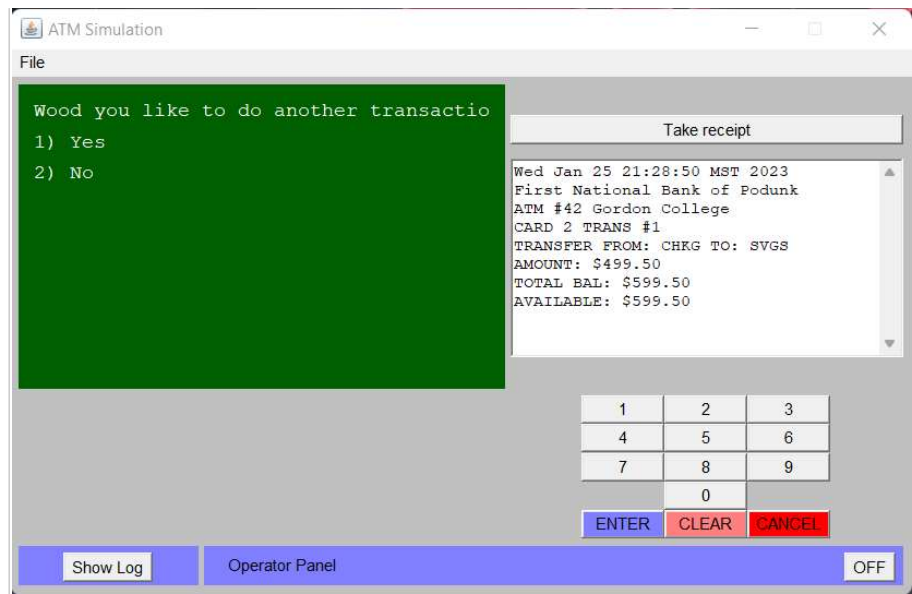 ATM Simulation
File
Wood you like to do another transactio
1) Yes
2) No
Take receipt
Wed Jan 25 21:28:50 MST 2023
First National Bank of Podunk
ATM #42 Gordon College
CARD 2 TRANS #1
TRANSFER FROM: CHKG TO: SVGS
AMOUNT: $499.50
TOTAL BAL: $599.50
AVAILABLE: $599.50
1 2 3
4 5 6
7 8 9
0
ENTER CLEAR CANCEL
Show Log Operator Panel OFF